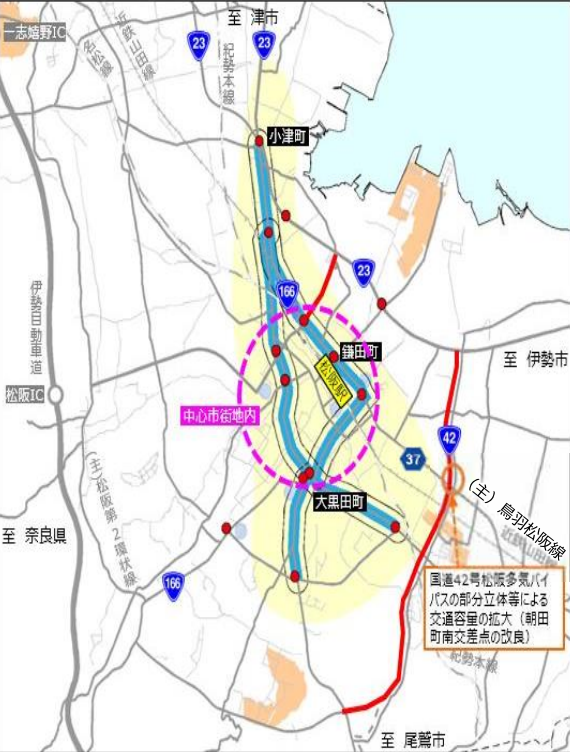 至 津市
一志嬉野IC
名松線
近鉄山田線
23
紀勢本線
23
小津町
伊勢自動車道
166
23
鎌田町
松阪駅
至 伊勢市
松阪IC
中心市街地内
37
42
(主)松阪第2環状線
大黒田町
(主)鳥羽松阪線
至 奈良県
近鉄山田線
166
国道42号松阪多気バイ
パスの部分立体等による
交通容量の拡大（朝田
町南交差点の改良）
紀勢本線
至 尾鷲市